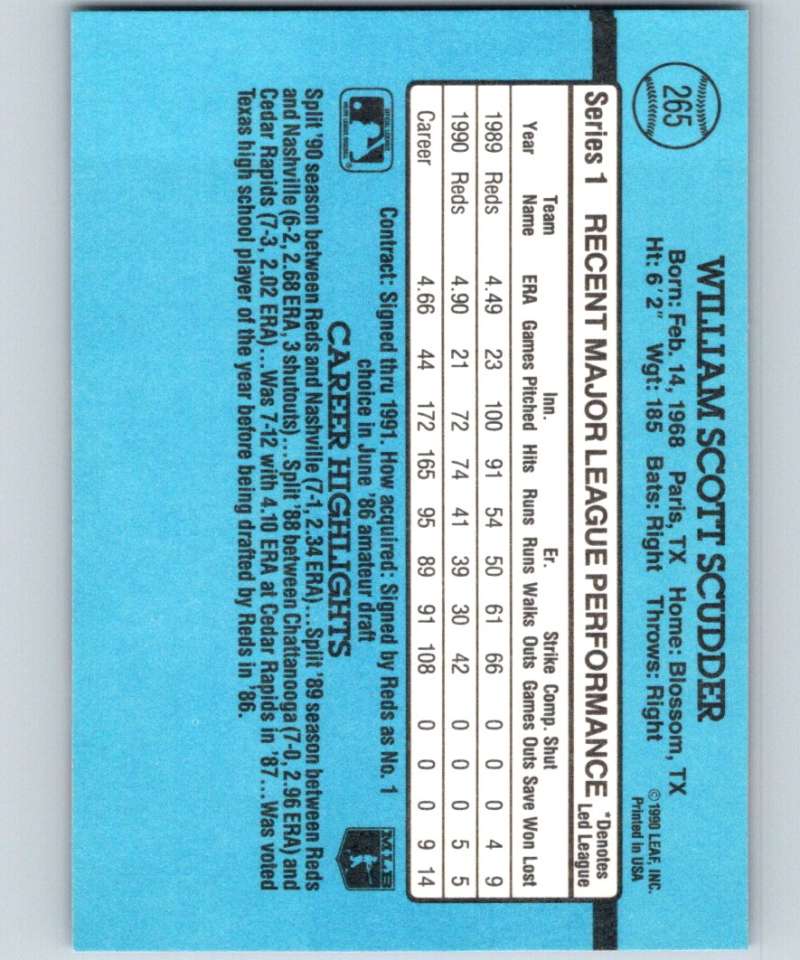 265
WILLIAM SCOTT SCUDDER
Born: Feb. 14, 1968 Paris, TX Home: Blossom, TX
Ht: 6'2" Wgt: 185 Bats: Right Throws: Right
© 1990 LEAF, INC.
Printed in USA
Series 1 RECENT MAJOR LEAGUE PERFORMANCE *Denotes
Led League
Team Inn. Er. Strike Comp. Shut
Year Name ERA Games Pitched Hits Runs Runs Walks Outs Games Outs Save Won Lost
1989 Reds 4.49 23 100 91 54 50 61 66 0 0 0 4 9
1990 Reds 4.90 21 72 74 41 39 30 42 0 0 0 5 5
Career 4.66 44 172 165 95 89 91 108 0 0 0 9 14
Contract: Signed thru 1991. How acquired: Signed by Reds as No. 1
choice in June '86 amateur draft
MLB
CAREER HIGHLIGHTS
Split '90 season between Reds and Nashville (7-1, 2.34 ERA)...Split '89 season between Reds
and Nashville (6-2, 2.68 ERA, 3 shutouts)...Split '88 between Chattanooga (7-0, 2.96 ERA) and
Cedar Rapids (7-3, 2.02 ERA)...Was 7-12 with 4.10 ERA at Cedar Rapids in '87...Was voted
Texas high school player of the year before being drafted by Reds in '86.